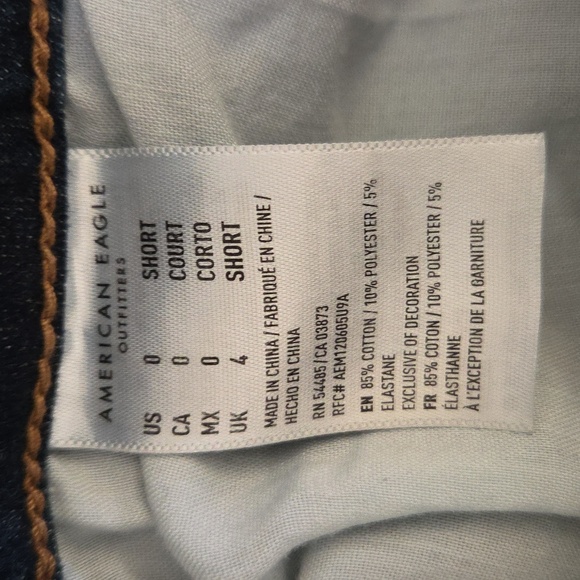 AMERICAN EAGLE
OUTFITTERS
US 0 SHORT
CA 0 COURT
MX 0 CORTO
UK 4 SHORT
MADE IN CHINA / FABRIQUÉ EN CHINE /
HECHO EN CHINA
RN 54485 / CA 03873
RFC# AEM120605U9A
EN 85% COTTON / 10% POLYESTER / 5%
ELASTANE
EXCLUSIVE OF DECORATION
FR 85% COTON / 10% POLYESTER / 5%
ÉLASTHANNE
À L'EXCEPTION DE LA GARNITURE